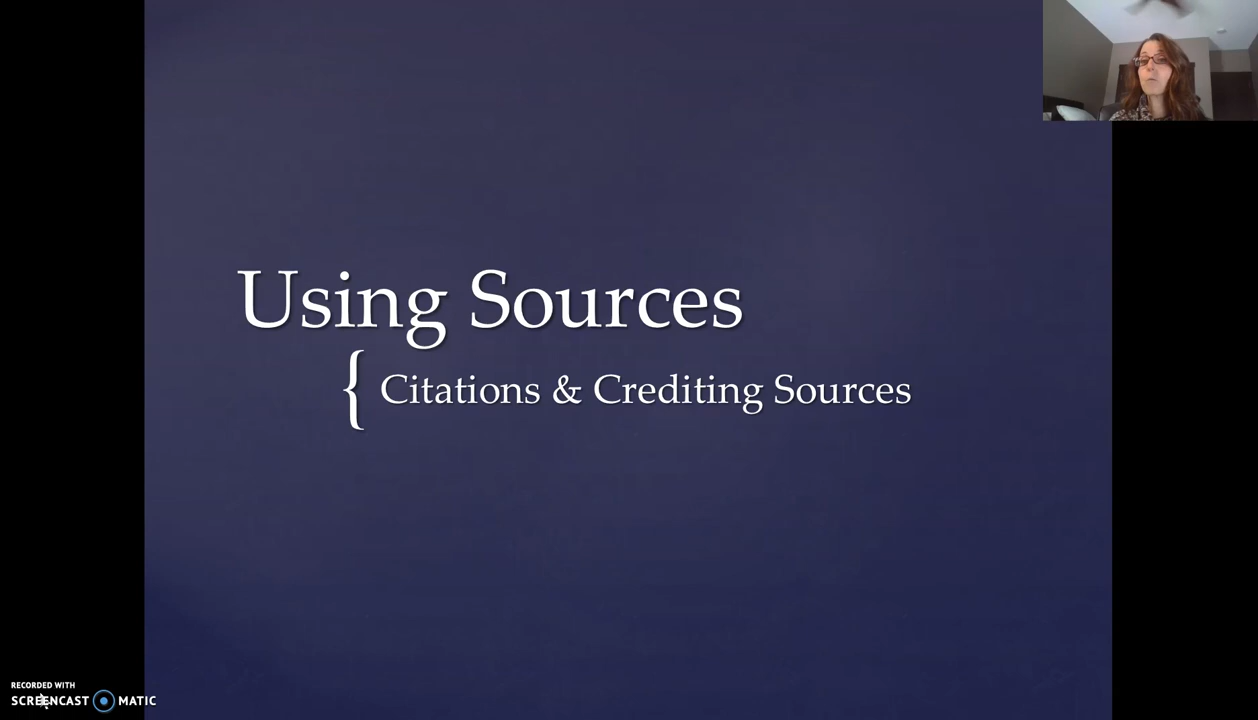 Using Sources
{ Citations & Crediting Sources
RECORDED WITH
SCREENCAST MATIC